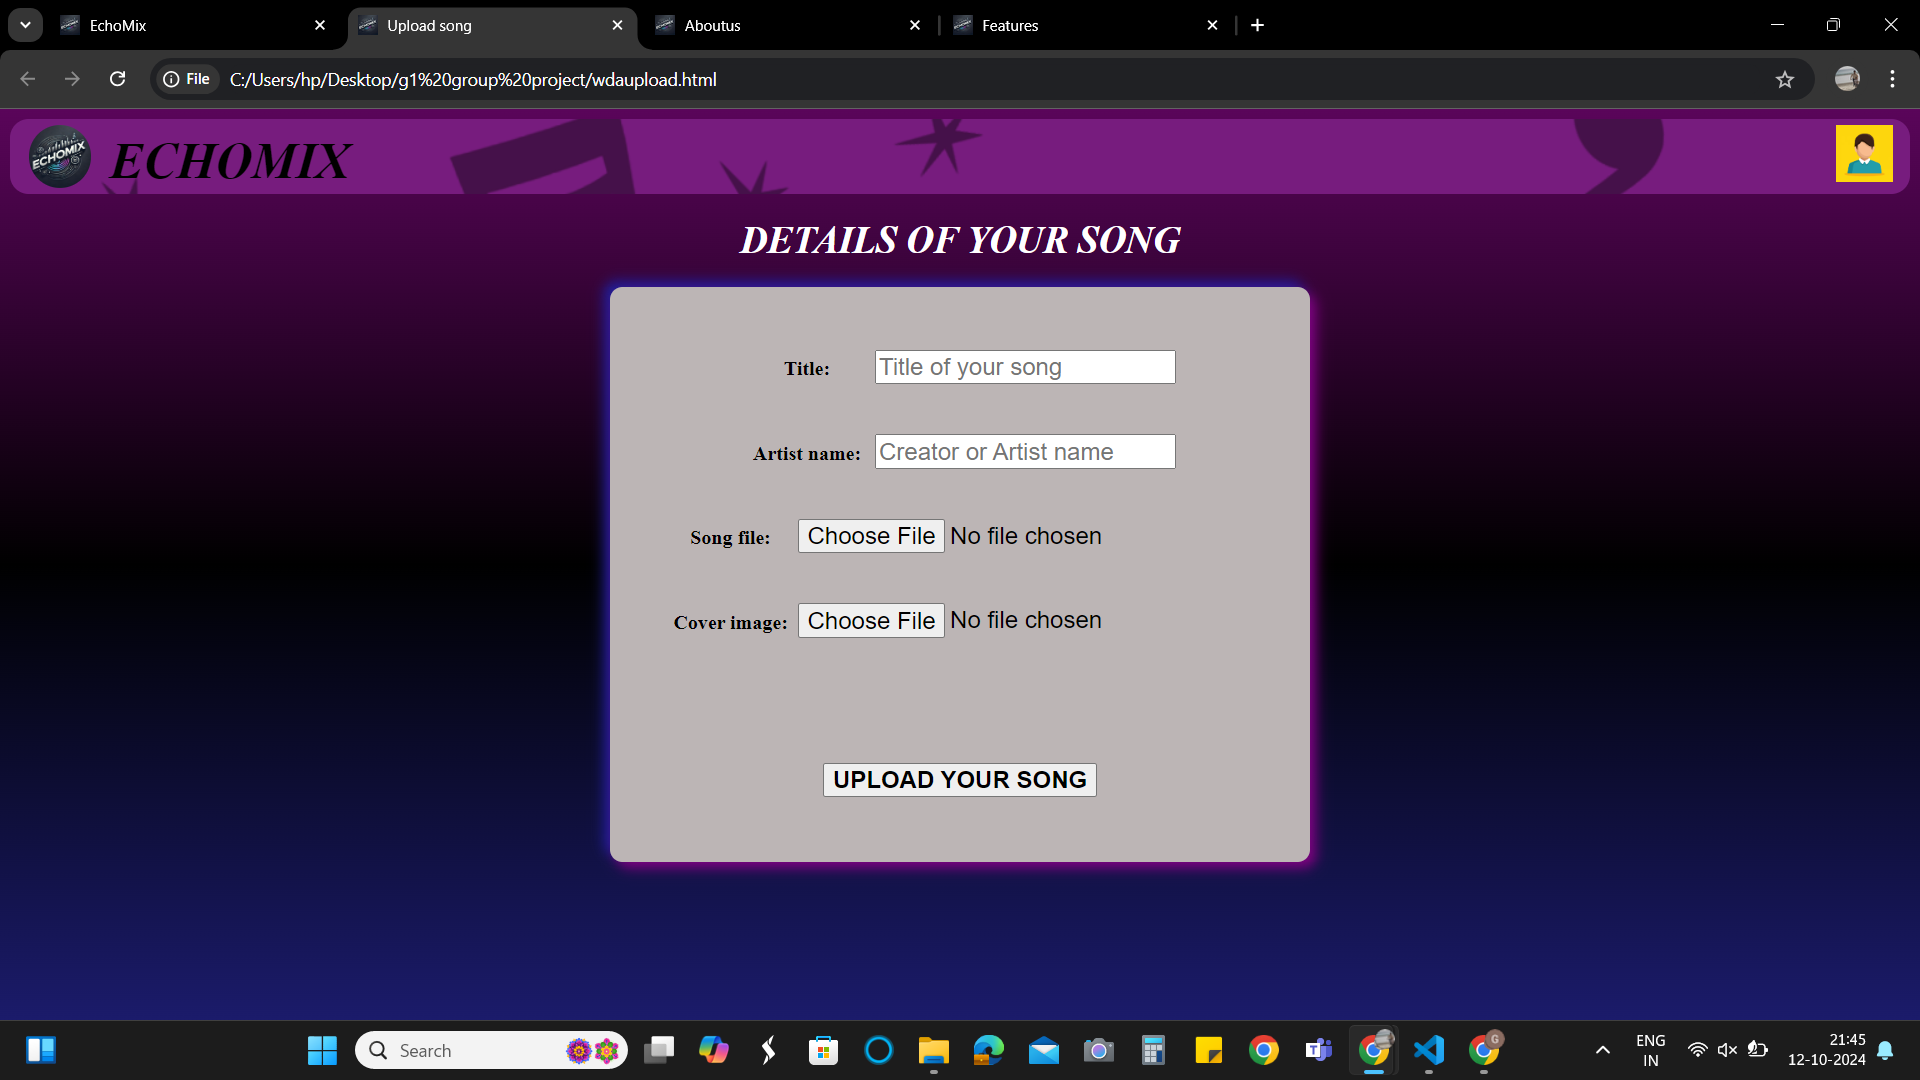 EchoMix
Upload song
Aboutus
Features
File
C:/Users/hp/Desktop/g1%20group%20project/wdaupload.html
ECHOMIX
ECHOMIX
DETAILS OF YOUR SONG
Title:
Title of your song
Artist name:
Creator or Artist name
Song file:
Choose File
No file chosen
Cover image:
Choose File
No file chosen
UPLOAD YOUR SONG
Search
T
G
ENG
IN
21:45
12-10-2024